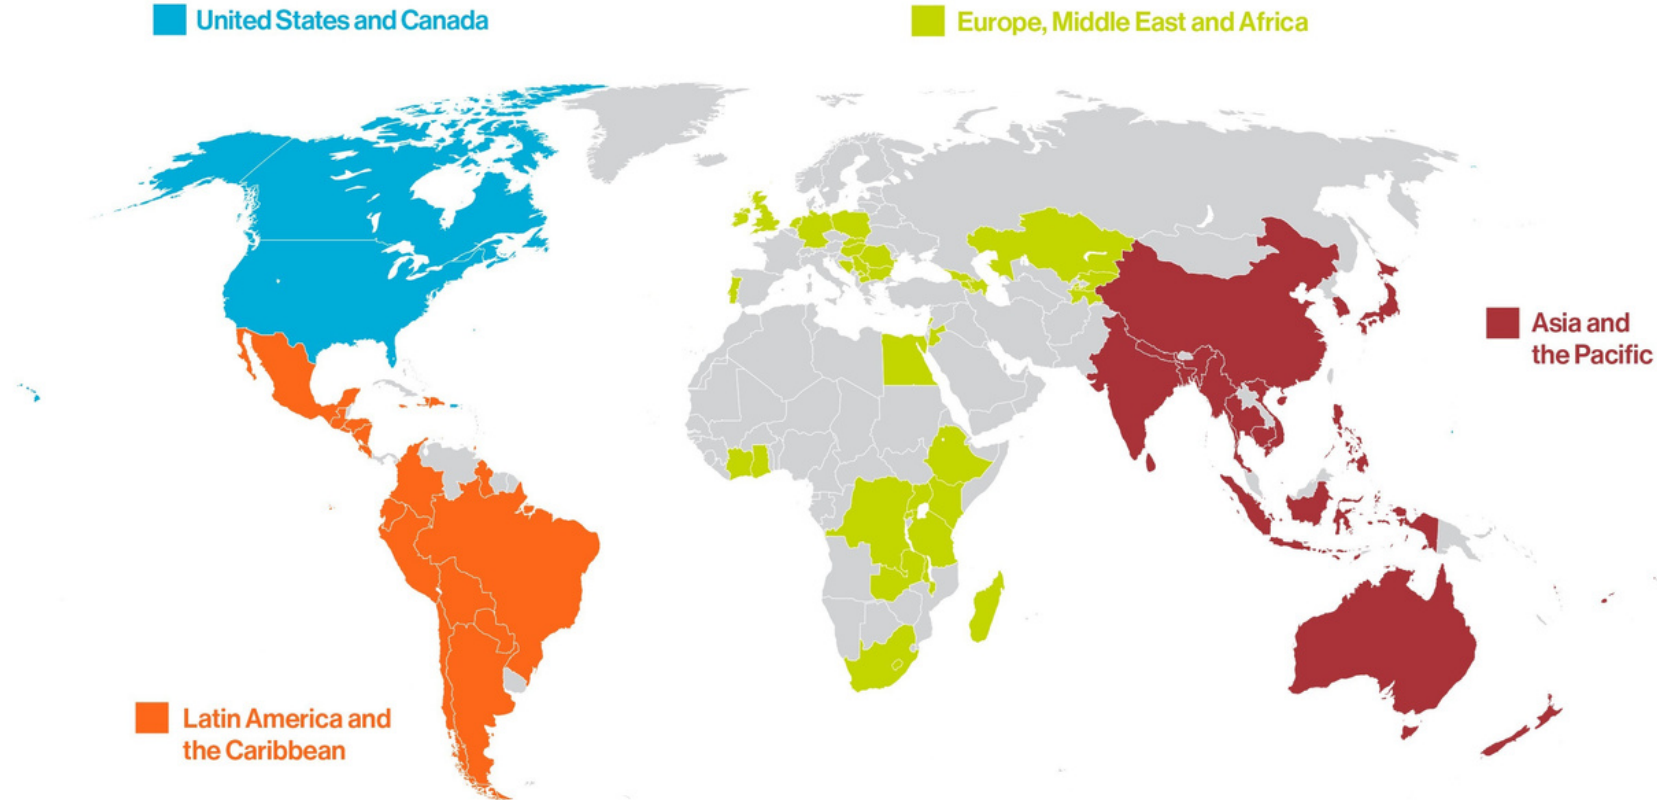 United States and Canada
Europe, Middle East and Africa
Asia and
the Pacific
Latin America and
the Caribbean